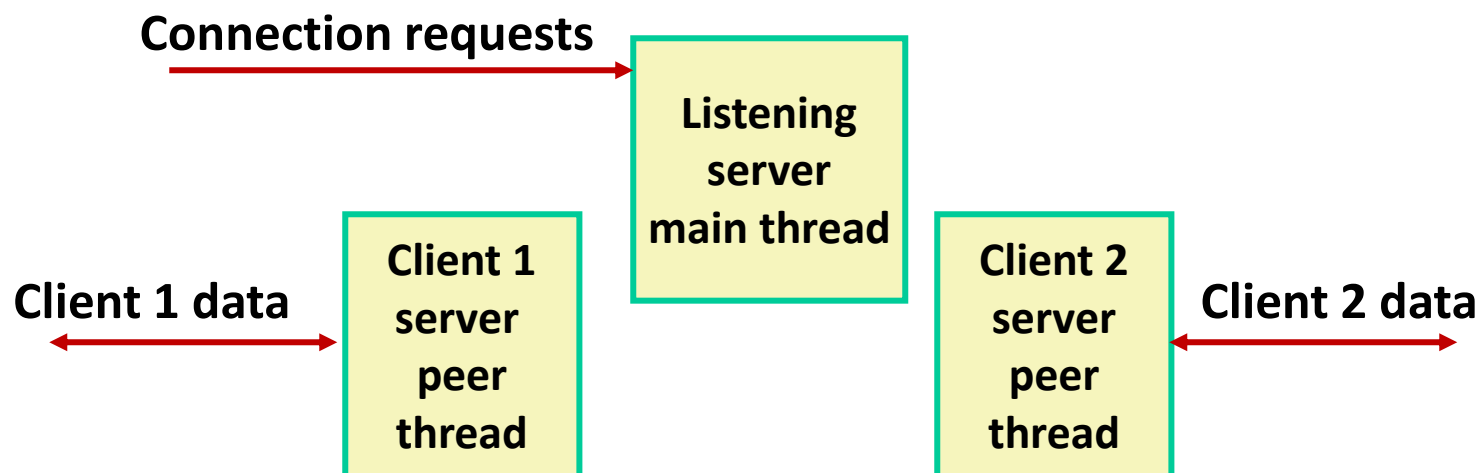 Connection requests
Listening
server
main thread
Client 1 data
Client 1
server
peer
thread
Client 2
server
peer
thread
Client 2 data